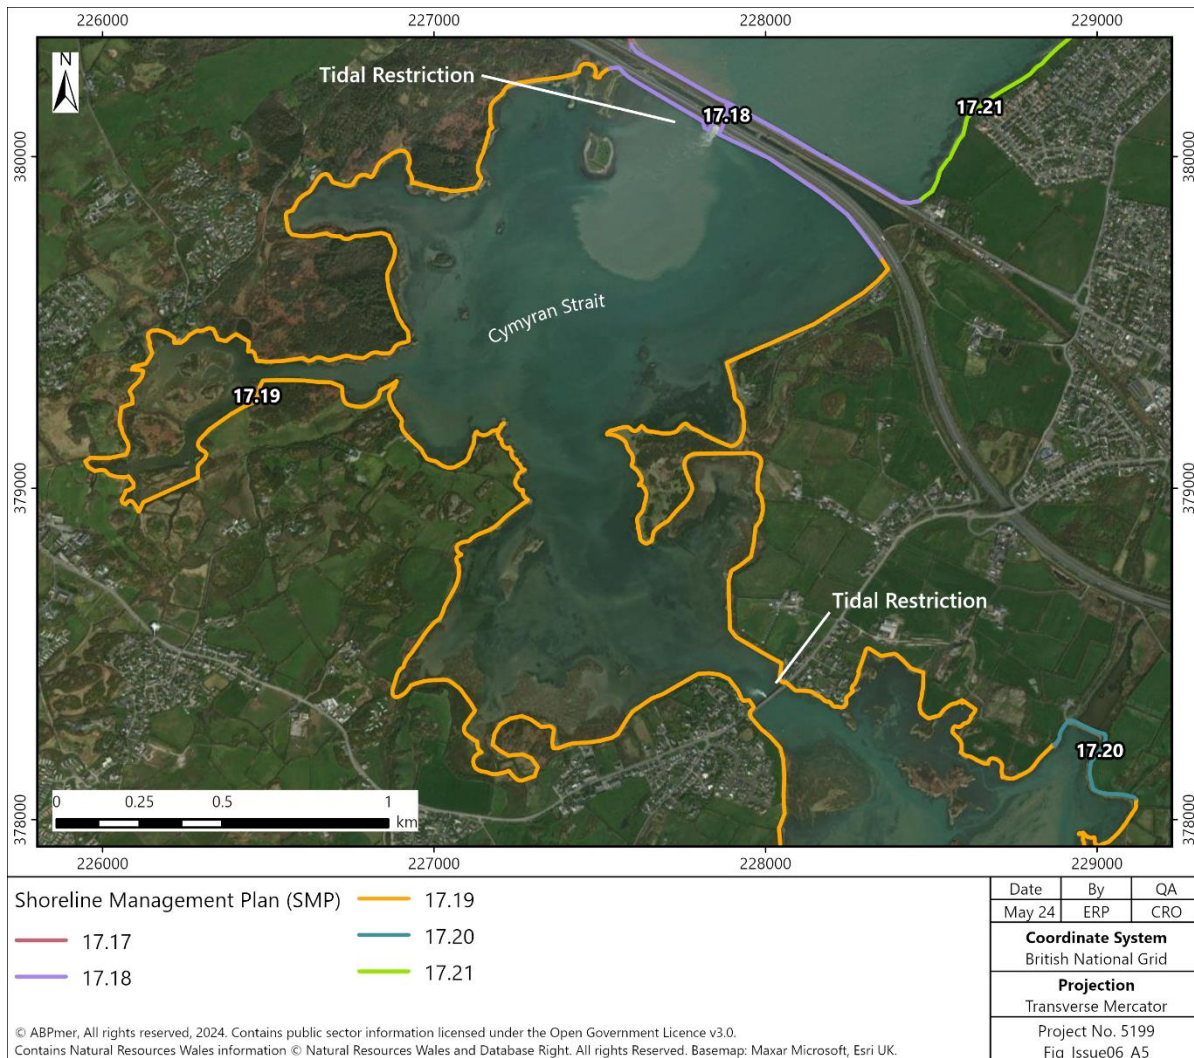 226000 227000 228000 229000
N
Tidal Restriction
17.18
17.21
380000 380000
Cymyran Strait
17.19
379000 379000
Tidal Restriction
17.20
0 0.25 0.5 1
km
378000 378000
226000 227000 228000 229000
Shoreline Management Plan (SMP)
17.17
17.18
17.19
17.20
17.21
Date By QA
May 24 ERP CRO
Coordinate System
British National Grid
Projection
Transverse Mercator
Project No. 5199
Fig_Issue06_A5
© ABPmer, All rights reserved, 2024. Contains public sector information licensed under the Open Government Licence v3.0.
Contains Natural Resources Wales information © Natural Resources Wales and Database Right. All rights Reserved. Basemap: Maxar Microsoft, Esri UK.